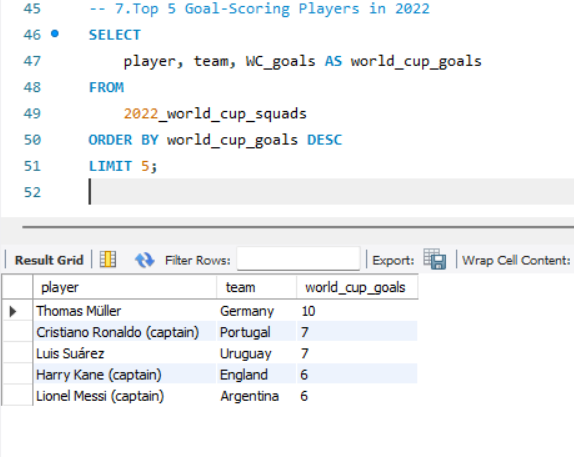 45 -- 7.Top 5 Goal-Scoring Players in 2022
46 SELECT
47 player, team, WC_goals AS world_cup_goals
48 FROM
49 2022_world_cup_squads
50 ORDER BY world_cup_goals DESC
51 LIMIT 5;
52
Result Grid Filter Rows: Export: Wrap Cell Content:
player team world_cup_goals
Thomas Müller Germany 10
Cristiano Ronaldo (captain) Portugal 7
Luis Suárez Uruguay 7
Harry Kane (captain) England 6
Lionel Messi (captain) Argentina 6